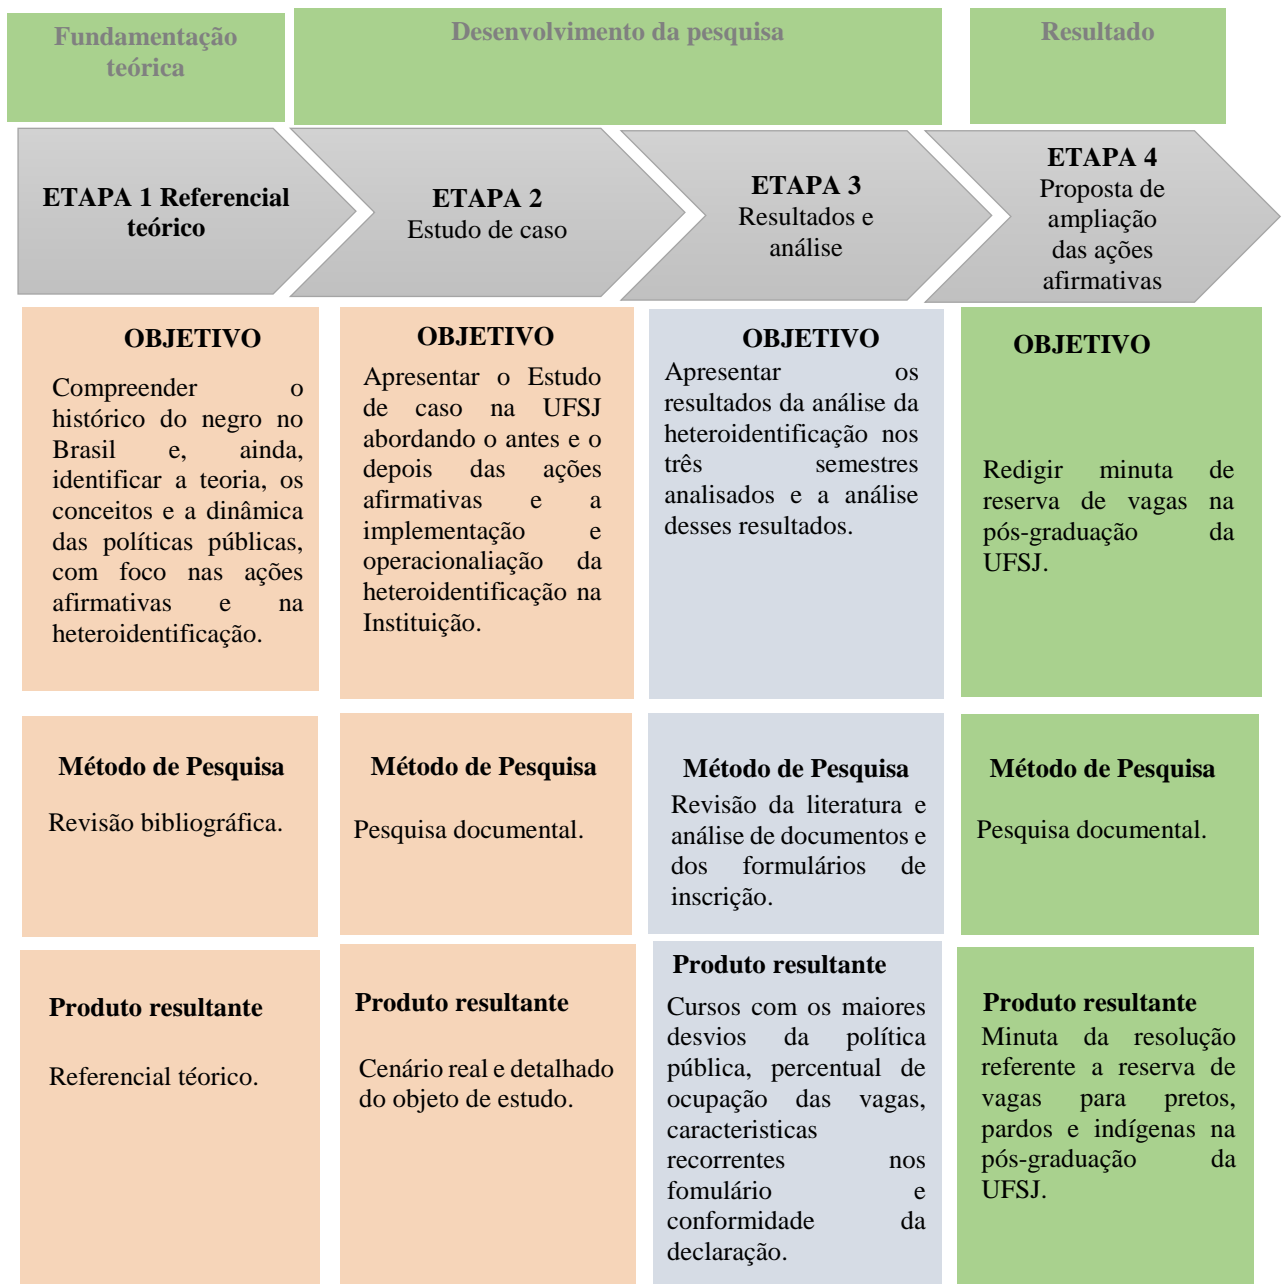 Fundamentação
teórica
Desenvolvimento da pesquisa
Resultado
ETAPA 1 Referencial
teórico
ETAPA 2
Estudo de caso
ETAPA 3
Resultados e
análise
ETAPA 4
Proposta de
ampliação
das ações
afirmativas
OBJETIVO
Compreender o
histórico do negro no
Brasil e, ainda,
identificar a teoria, os
conceitos e a dinâmica
das políticas públicas,
com foco nas ações
afirmativas e na
heteroidentificação.
OBJETIVO
Apresentar o Estudo
de caso na UFSJ
abordando o antes e o
depois das ações
afirmativas e a
implementação e
operacionaliação da
heteroidentificação na
Instituição.
OBJETIVO
Apresentar os
resultados da análise da
heteroidentificação nos
três semestres
analisados e a análise
desses resultados.
OBJETIVO
Redigir minuta de
reserva de vagas na
pós-graduação da
UFSJ.
Método de Pesquisa
Revisão bibliográfica.
Método de Pesquisa
Pesquisa documental.
Método de Pesquisa
Revisão da literatura e
análise de documentos e
dos formulários de
inscrição.
Método de Pesquisa
Pesquisa documental.
Produto resultante
Referencial téorico.
Produto resultante
Cenário real e detalhado
do objeto de estudo.
Produto resultante
Cursos com os maiores
desvios da política
pública, percentual de
ocupação das vagas,
caracteristicas
recorrentes nos
fomulário e
conformidade da
declaração.
Produto resultante
Minuta da resolução
referente a reserva de
vagas para pretos,
pardos e indígenas na
pós-graduação da
UFSJ.